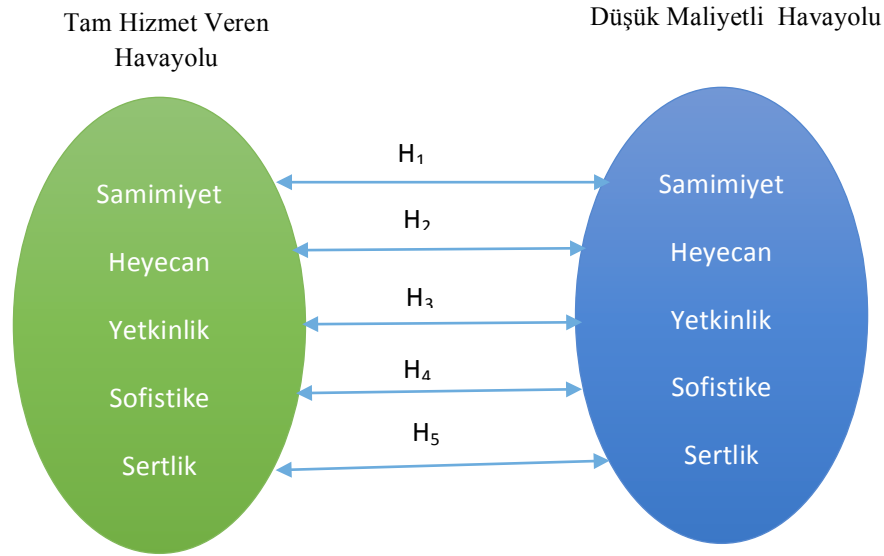 Tam Hizmet Veren
Havayolu
Düşük Maliyetli  Havayolu
H₁
H₂
H₃
H₄
H₅
Samimiyet
Heyecan
Yetkinlik
Sofistike
Sertlik
Samimiyet
Heyecan
Yetkinlik
Sofistike
Sertlik